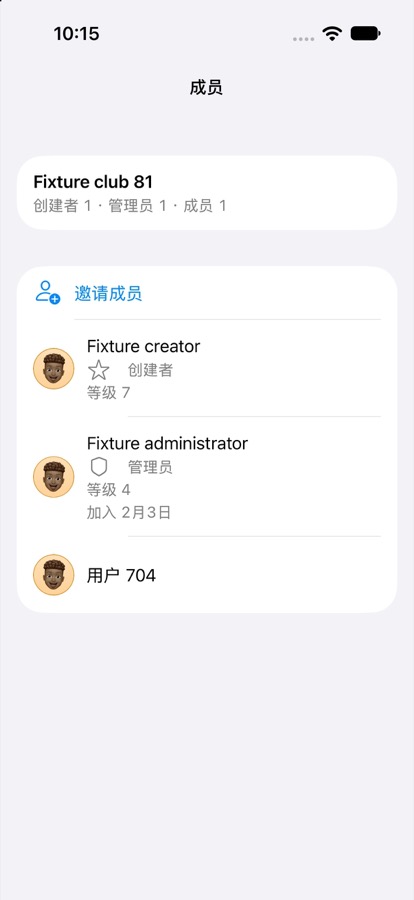 10:15
成员
Fixture club 81
创建者 1 · 管理员 1 · 成员 1
邀请成员
Fixture creator
创建者
等级 7
Fixture administrator
管理员
等级 4
加入 2月3日
用户 704